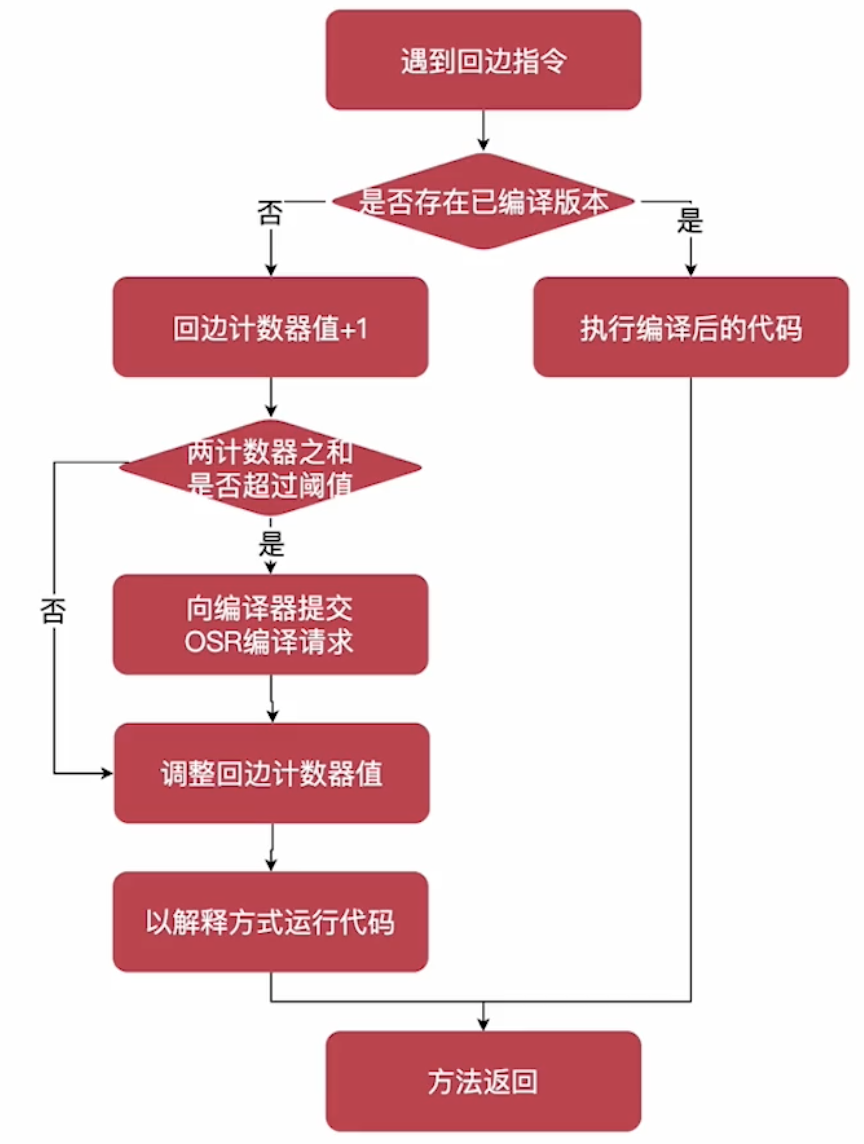 遇到回边指令
是否存在已编译版本
否
是
回边计数器值+1
执行编译后的代码
两计数器之和
是否超过阈值
是
否
向编译器提交
OSR编译请求
调整回边计数器值
以解释方式运行代码
方法返回